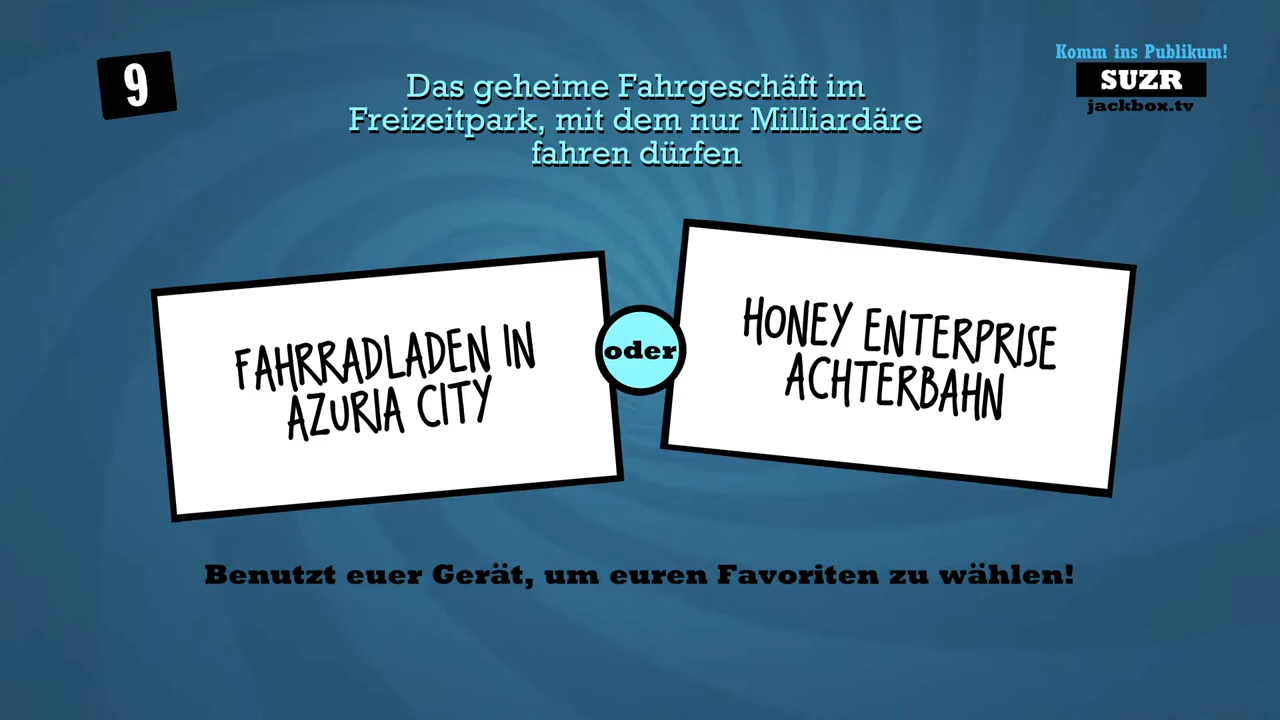 9
Das geheime Fahrgeschäft im
Freizeitpark, mit dem nur Milliardäre
fahren dürfen
Komm ins Publikum!
SUZR
jackbox.tv
FAHRRADLADEN IN
AZURIA CITY
oder
HONEY ENTERPRISE
ACHTERBAHN
Benutzt euer Gerät, um euren Favoriten zu wählen!